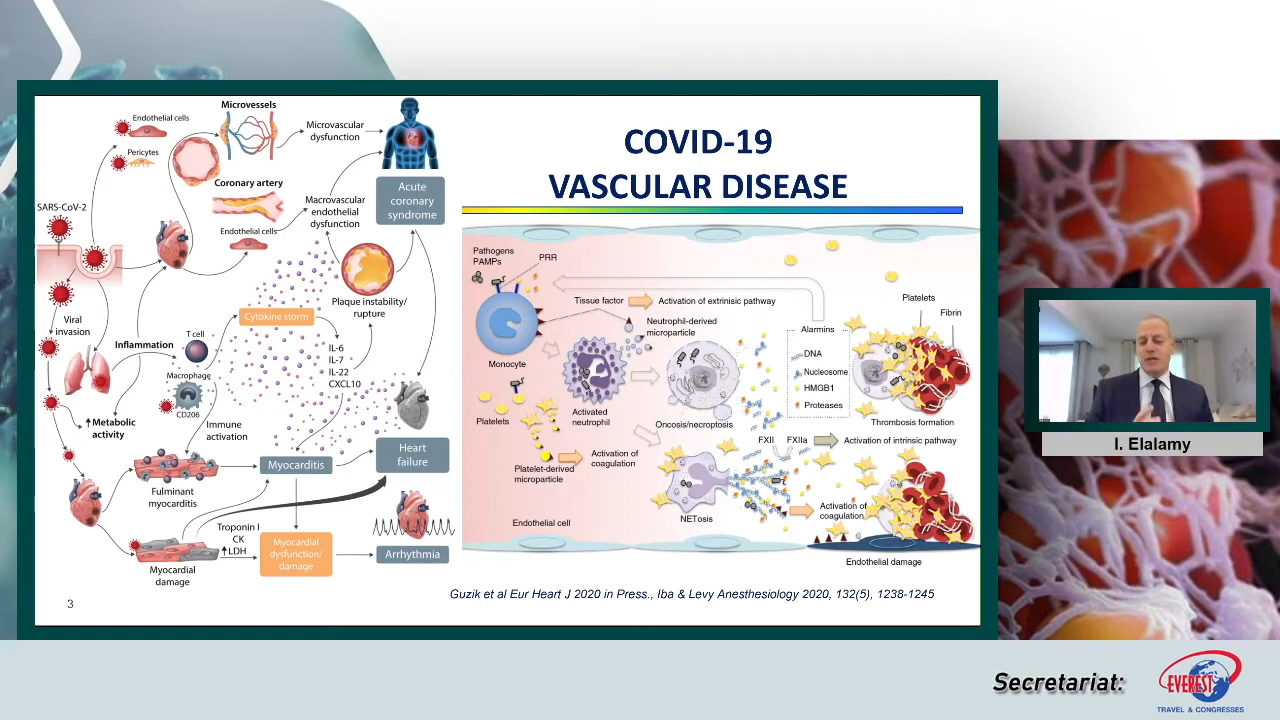 COVID-19
VASCULAR DISEASE
Microvessels
Endothelial cells
Pericytes
Microvascular
dysfunction
Coronary artery
SARS-CoV-2
Endothelial cells
Macrovascular
endothelial
dysfunction
Acute
coronary
syndrome
Plaque instability/
rupture
Viral
invasion
Cytokine storm
T cell
Inflammation
IL-6
IL-7
IL-22
CXCL10
Macrophage
CD206
Metabolic
activity
Immune
activation
Heart
failure
Myocarditis
Fulminant
myocarditis
Troponin I
CK
LDH
Myocardial
dysfunction/
damage
Arrhythmia
Myocardial
damage
3
Pathogens
PAMPs
PRR
Tissue factor
Activation of extrinisic pathway
Platelets
Fibrin
Neutrophil-derived
microparticle
Alarmins
DNA
Nucleosome
HMGB1
Proteases
Monocyte
Platelets
Activated
neutrophil
Oncosis/necroptosis
Thrombosis formation
FXII
FXIIa
Activation of intrinsic pathway
Activation of
coagulation
Platelet-derived
microparticle
NETosis
Activation of
coagulation
Endothelial cell
Endothelial damage
Guzik et al Eur Heart J 2020 in Press., Iba & Levy Anesthesiology 2020, 132(5), 1238-1245
I. Elalamy
Secretariat:
EVEREST
TRAVEL & CONGRESSES